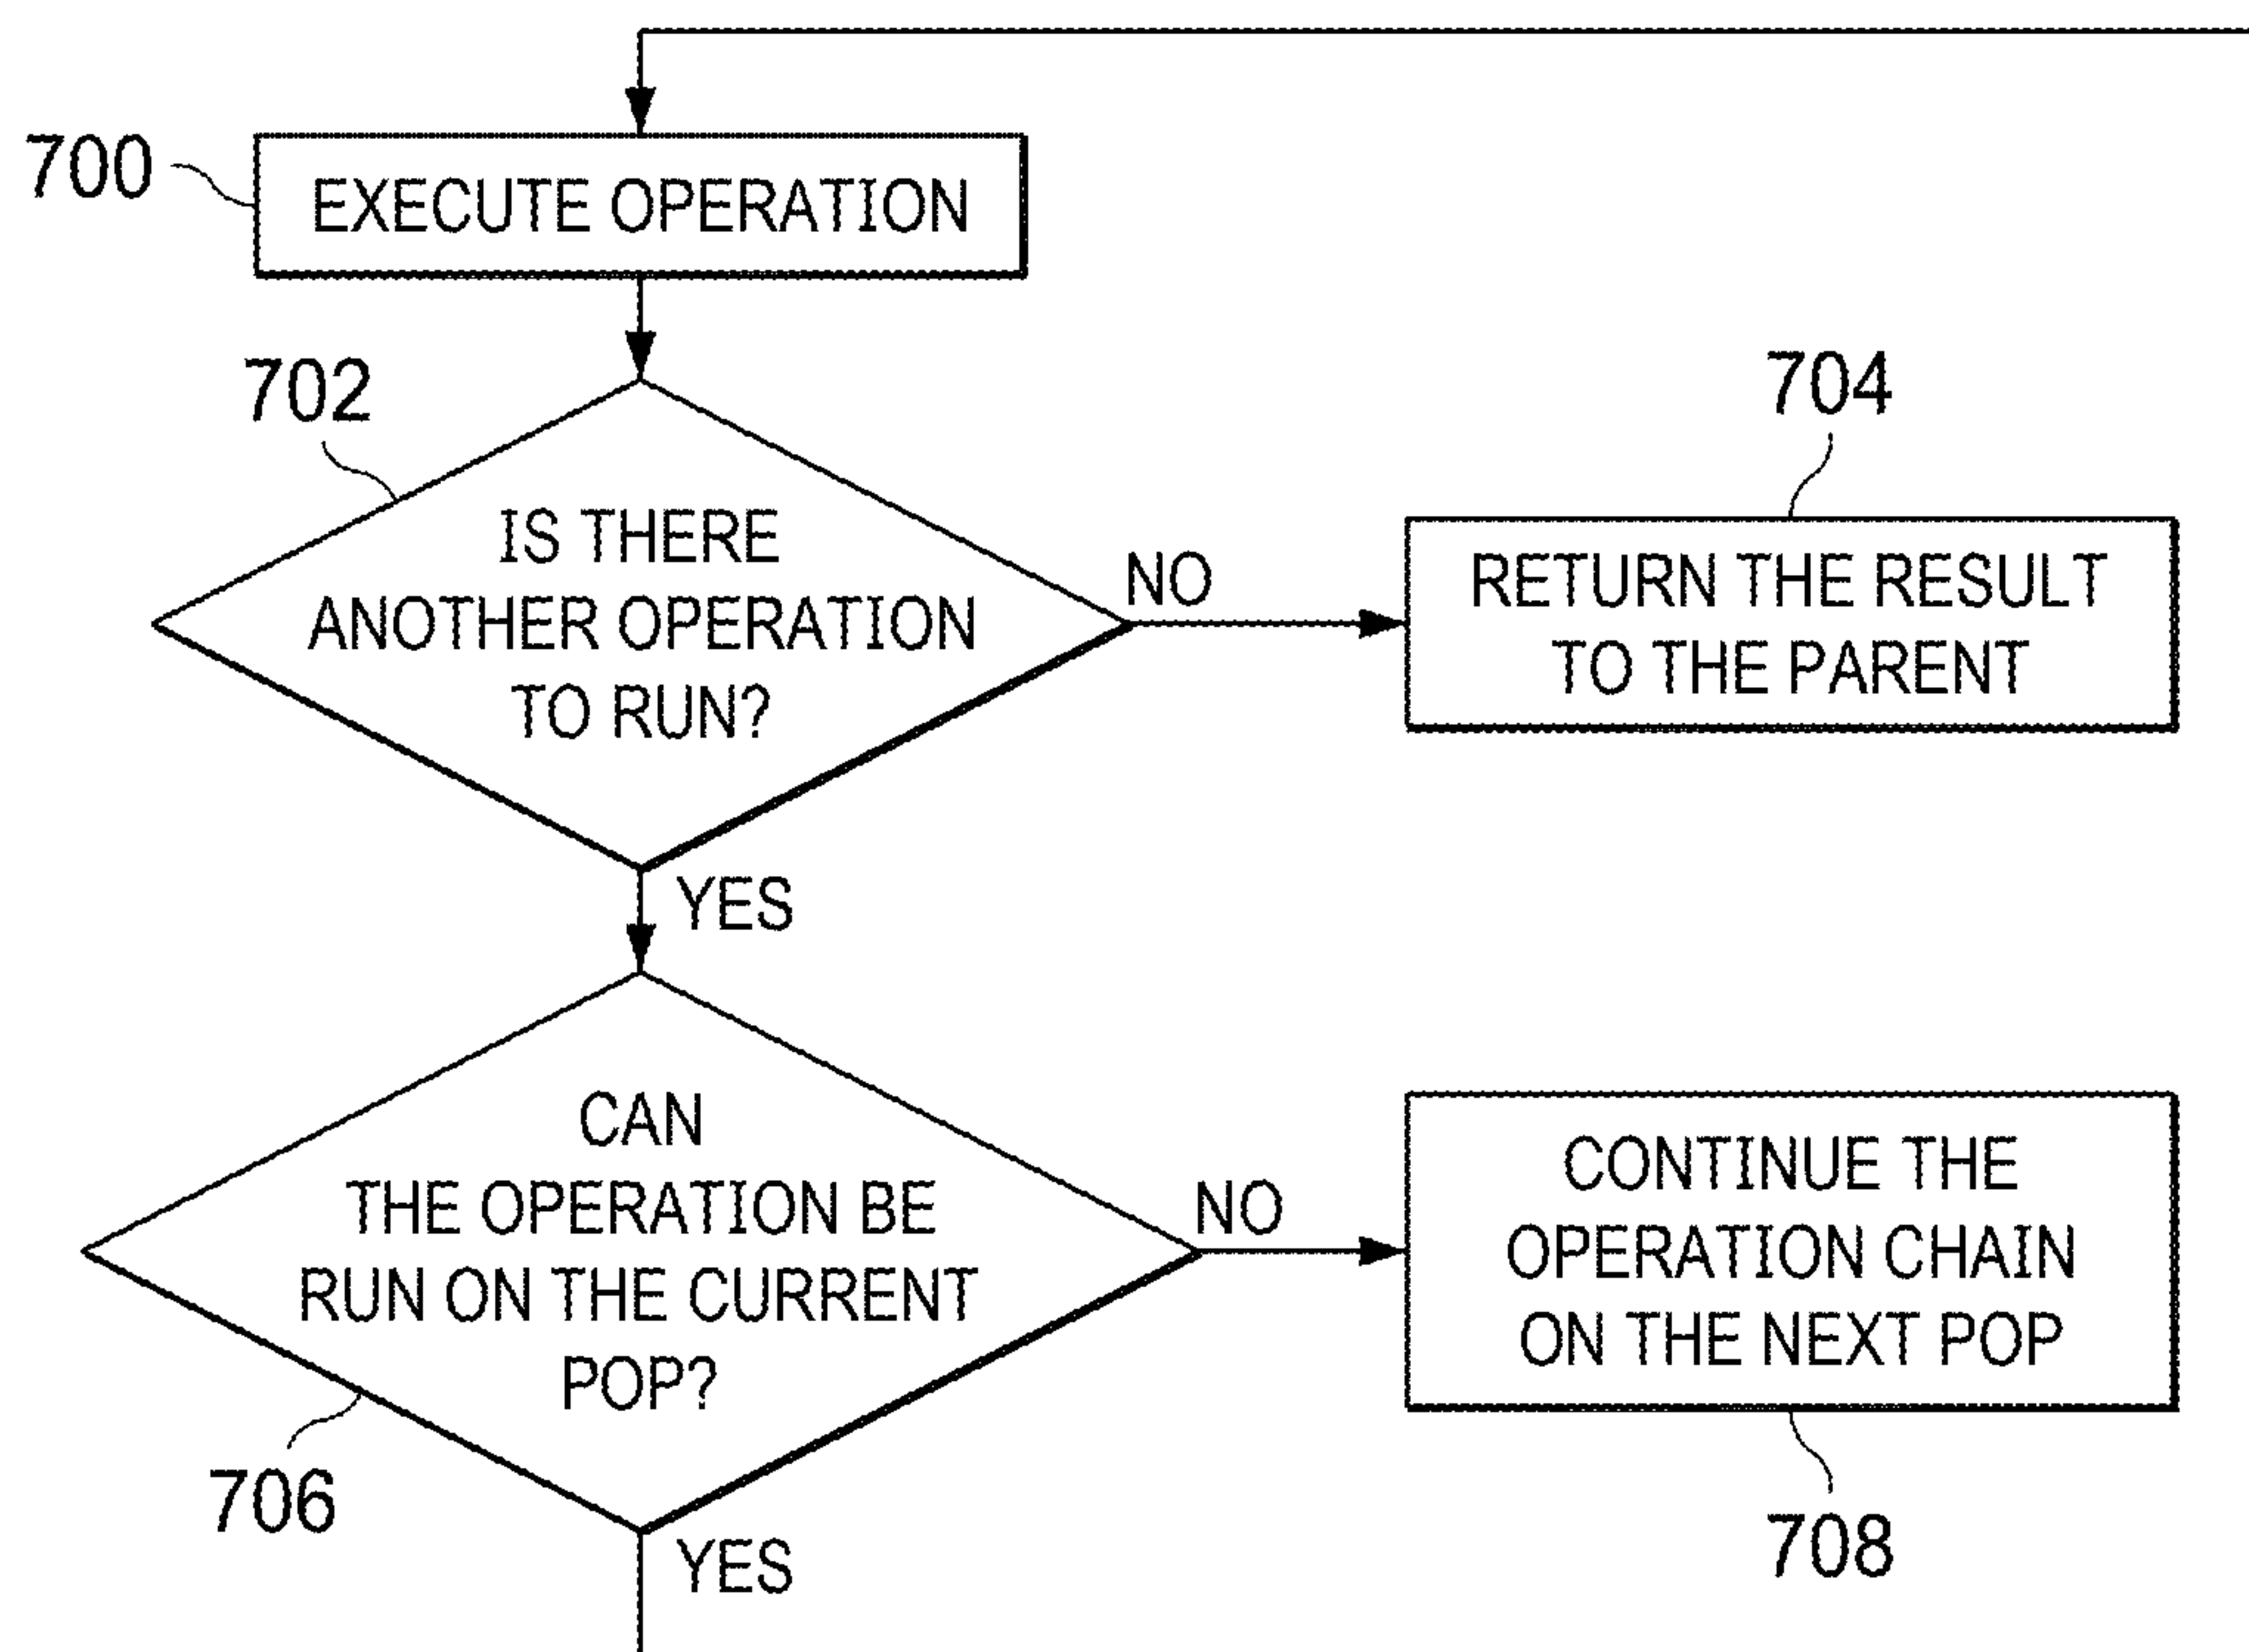 700
EXECUTE OPERATION
702
IS THERE
ANOTHER OPERATION
TO RUN?
NO
704
RETURN THE RESULT
TO THE PARENT
YES
CAN
THE OPERATION BE
RUN ON THE CURRENT
POP?
706
NO
CONTINUE THE
OPERATION CHAIN
ON THE NEXT POP
708
YES